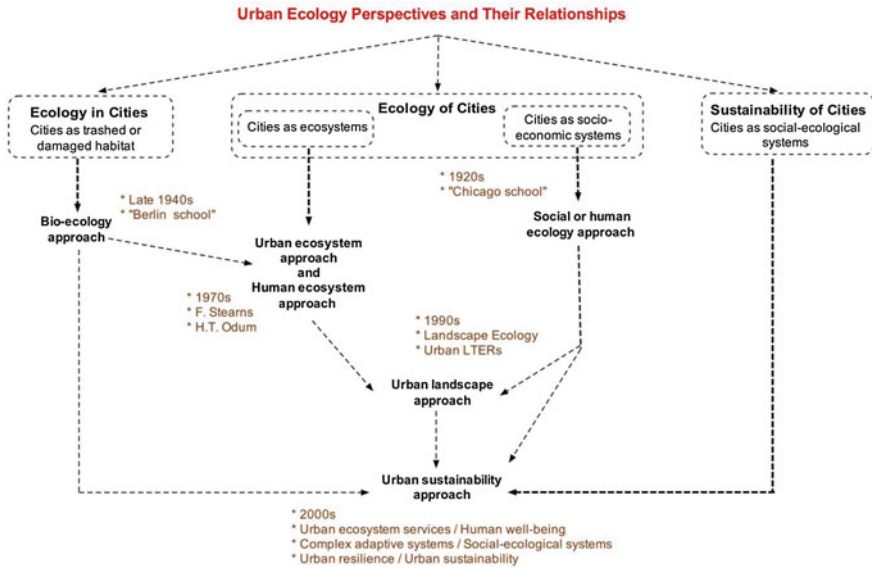 Urban Ecology Perspectives and Their Relationships
Ecology in Cities
Cities as trashed or
damaged habitat
Ecology of Cities
Cities as ecosystems
Cities as socio-
economic systems
Sustainability of Cities
Cities as social-ecological
systems
* Late 1940s
* "Berlin school"
Bio-ecology
approach
* 1920s
* "Chicago school"
Social or human
ecology approach
Urban ecosystem
approach
and
Human ecosystem
approach
* 1970s
* F. Stearns
* H.T. Odum
* 1990s
* Landscape Ecology
* Urban LTERs
Urban landscape
approach
Urban sustainability
approach
* 2000s
* Urban ecosystem services / Human well-being
* Complex adaptive systems / Social-ecological systems
* Urban resilience / Urban sustainability